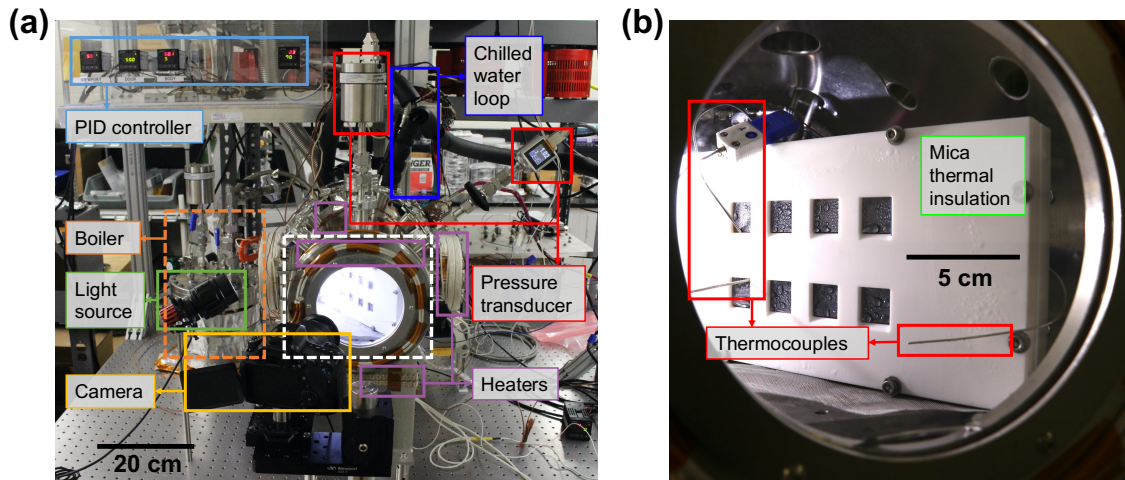 (a)
PID controller
Chilled
water
loop
Boiler
Light
source
Camera
Pressure
transducer
Heaters
20 cm
(b)
Mica
thermal
insulation
5 cm
Thermocouples